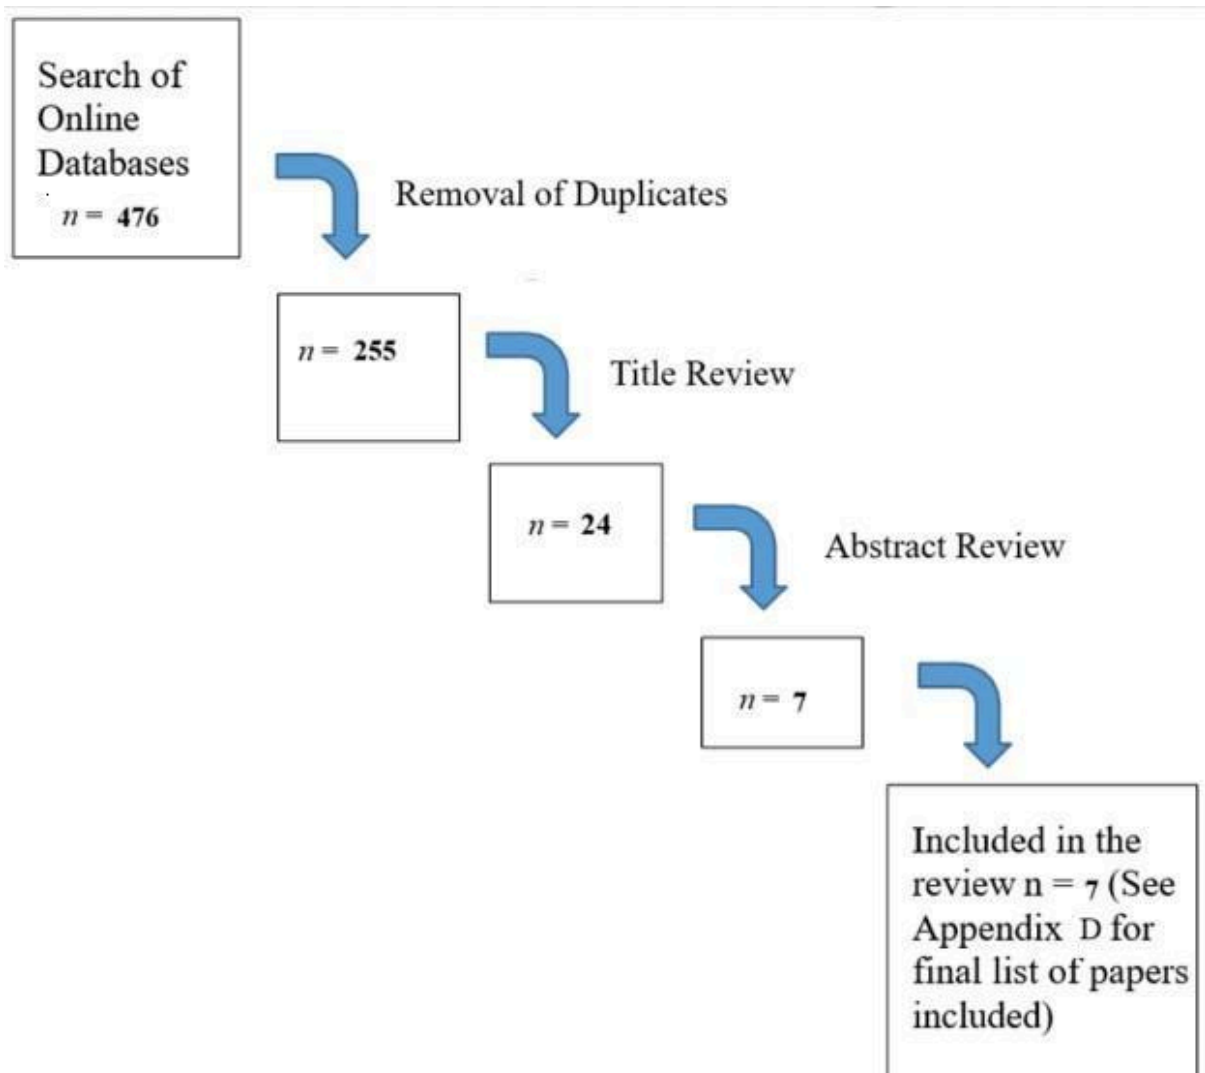 Search of
Online
Databases
n = 476
Removal of Duplicates
n = 255
Title Review
n = 24
Abstract Review
n = 7
Included in the
review n = 7 (See
Appendix D for
final list of papers
included)